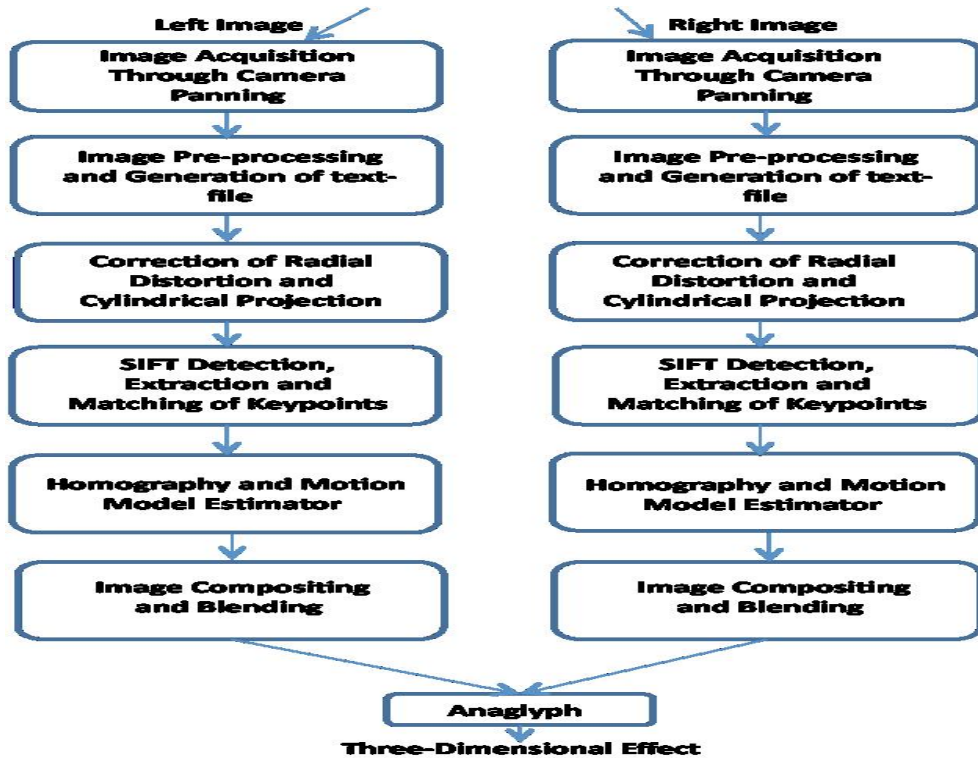 Left Image
Image Acquisition
Through Camera
Panning
Image Pre-processing
and Generation of text-
file
Correction of Radial
Distortion and
Cylindrical Projection
SIFT Detection,
Extraction and
Matching of Keypoints
Homography and Motion
Model Estimator
Image Compositing
and Blending
Right Image
Image Acquisition
Through Camera
Panning
Image Pre-processing
and Generation of text-
file
Correction of Radial
Distortion and
Cylindrical Projection
SIFT Detection,
Extraction and
Matching of Keypoints
Homography and Motion
Model Estimator
Image Compositing
and Blending
Anaglyph
Three-Dimensional Effect